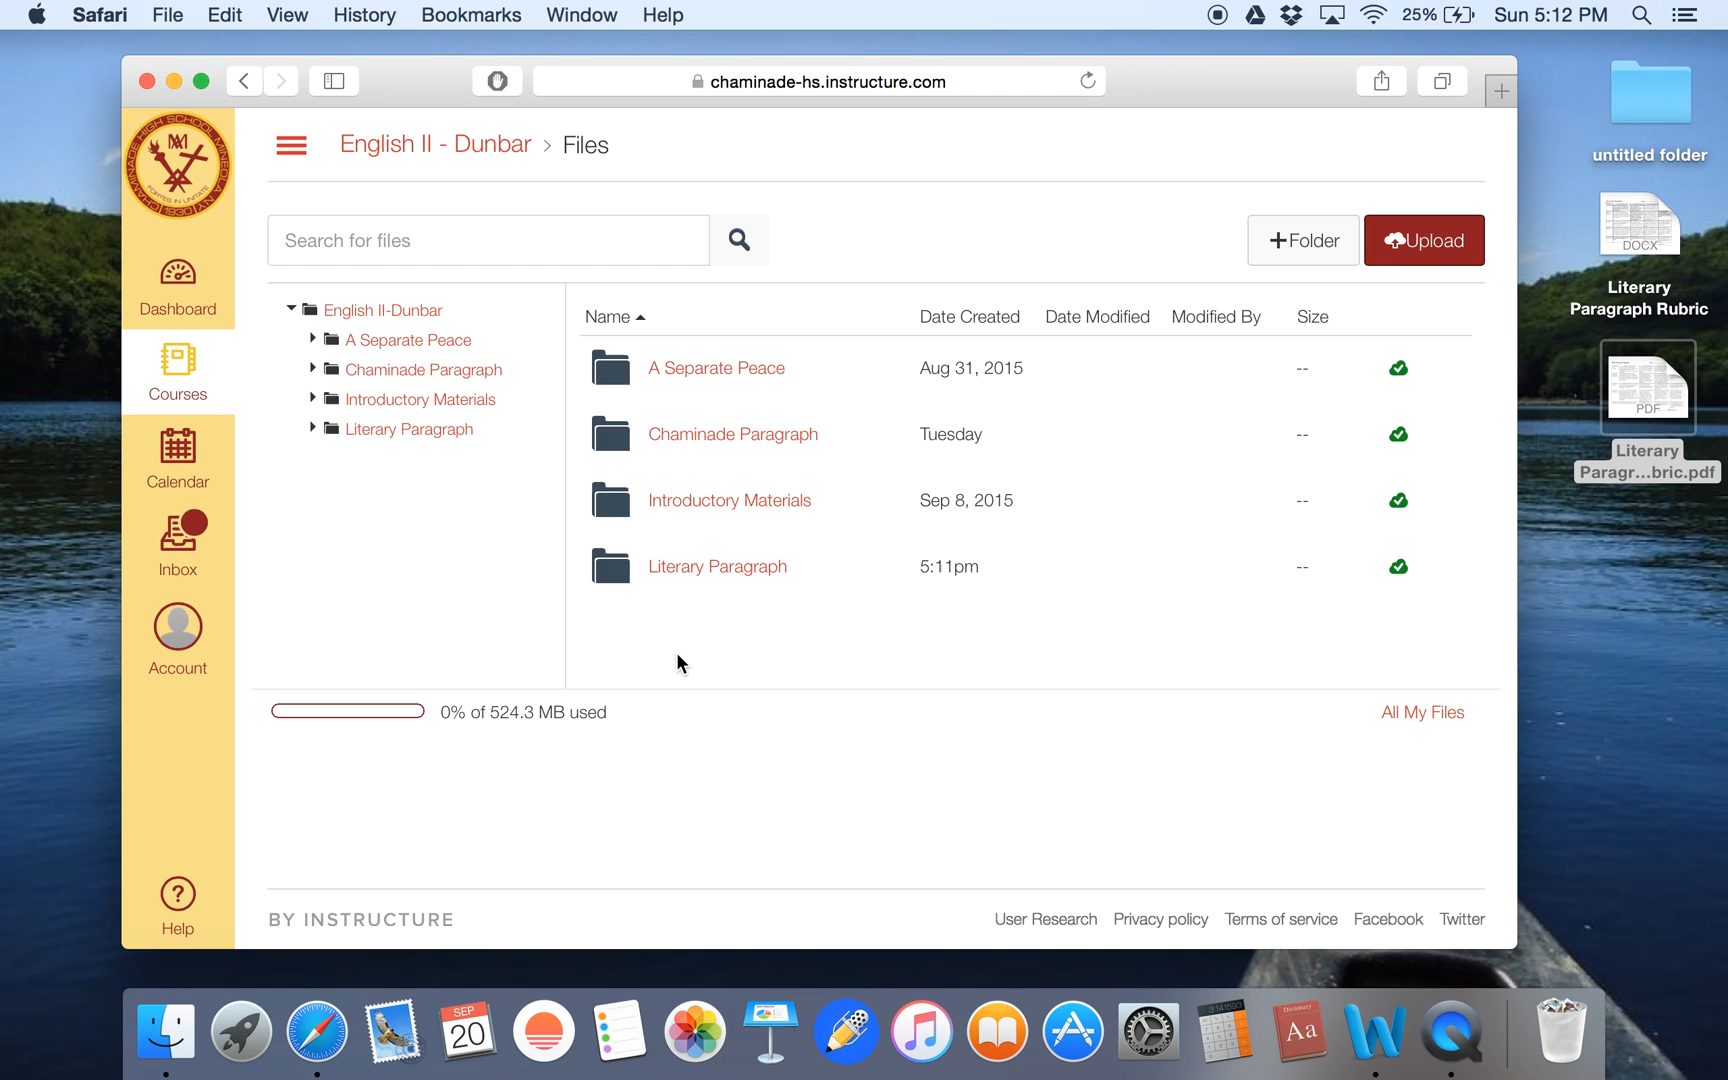 Safari File Edit View History Bookmarks Window Help 25% Sun 5:12 PM
chaminade-hs.instructure.com
English II - Dunbar > Files
Search for files
Folder Upload
Dashboard
Courses
Calendar
Inbox
Account
Help
English II-Dunbar
A Separate Peace
Chaminade Paragraph
Introductory Materials
Literary Paragraph
Name Date Created Date Modified Modified By Size
A Separate Peace Aug 31, 2015 --
Chaminade Paragraph Tuesday --
Introductory Materials Sep 8, 2015 --
Literary Paragraph 5:11pm --
0% of 524.3 MB used All My Files
BY INSTRUCTURE User Research Privacy policy Terms of service Facebook Twitter
untitled folder
DOCX
Literary
Paragraph Rubric
PDF
Literary
Paragr...bric.pdf
SEP
20
Dictionary
Aa
W